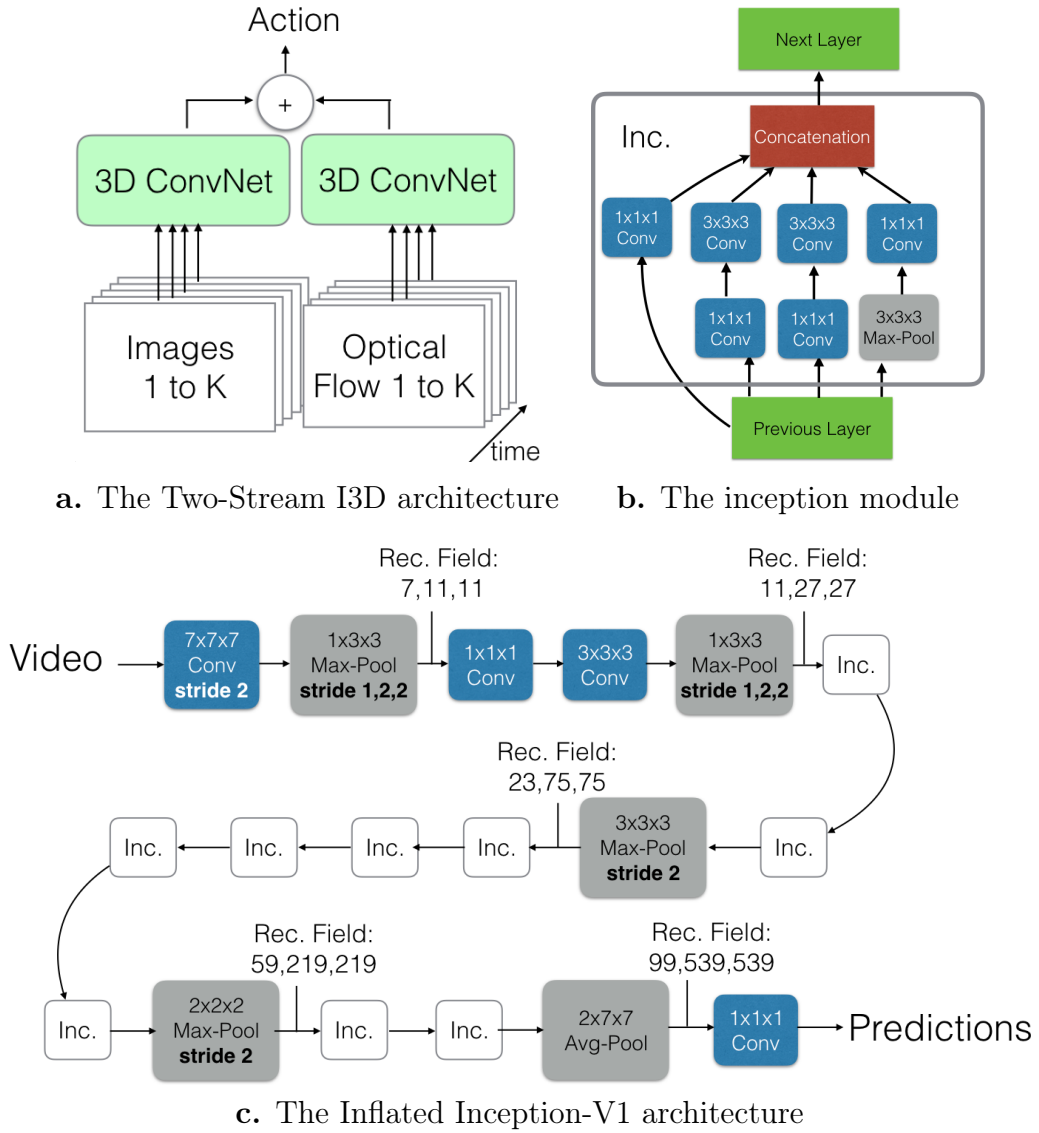 Action
+
3D ConvNet
3D ConvNet
Images
1 to K
Optical
Flow 1 to K
time
a. The Two-Stream I3D architecture
Next Layer
Inc.
Concatenation
1x1x1
Conv
3x3x3
Conv
3x3x3
Conv
1x1x1
Conv
1x1x1
Conv
1x1x1
Conv
3x3x3
Max-Pool
Previous Layer
b. The inception module
Rec. Field:
7,11,11
Rec. Field:
11,27,27
Video
7x7x7
Conv
stride 2
1x3x3
Max-Pool
stride 1,2,2
1x1x1
Conv
3x3x3
Conv
1x3x3
Max-Pool
stride 1,2,2
Inc.
Rec. Field:
23,75,75
Inc.
Inc.
Inc.
Inc.
3x3x3
Max-Pool
stride 2
Inc.
Rec. Field:
59,219,219
Rec. Field:
99,539,539
Inc.
2x2x2
Max-Pool
stride 2
Inc.
Inc.
2x7x7
Avg-Pool
1x1x1
Conv
Predictions
c. The Inflated Inception-V1 architecture